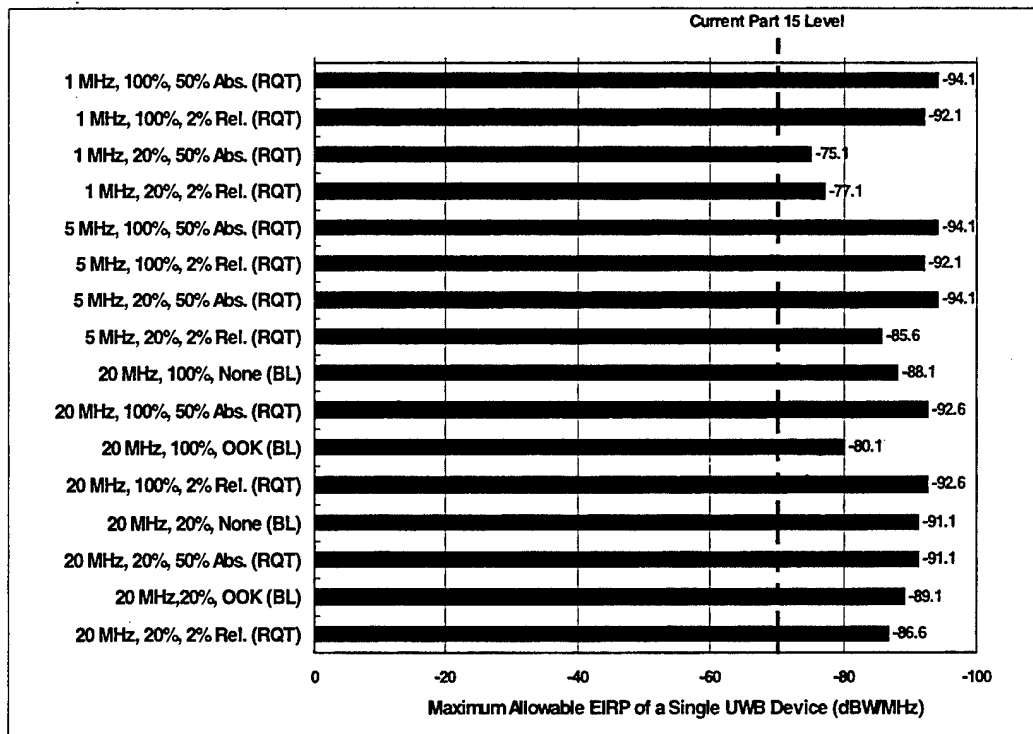 Current Part 15 Level
1 MHz, 100%, 50% Abs. (RQT) -94.1
1 MHz, 100%, 2% Rel. (RQT) -92.1
1 MHz, 20%, 50% Abs. (RQT) -75.1
1 MHz, 20%, 2% Rel. (RQT) -77.1
5 MHz, 100%, 50% Abs. (RQT) -94.1
5 MHz, 100%, 2% Rel. (RQT) -92.1
5 MHz, 20%, 50% Abs. (RQT) -94.1
5 MHz, 20%, 2% Rel. (RQT) -85.6
20 MHz, 100%, None (BL) -88.1
20 MHz, 100%, 50% Abs. (RQT) -92.6
20 MHz, 100%, OOK (BL) -80.1
20 MHz, 100%, 2% Rel. (RQT) -92.6
20 MHz, 20%, None (BL) -91.1
20 MHz, 20%, 50% Abs. (RQT) -91.1
20 MHz,20%, OOK (BL) -89.1
20 MHz, 20%, 2% Rel. (RQT) -86.6
0 -20 -40 -60 -80 -100
Maximum Allowable EIRP of a Single UWB Device (dBW/MHz)